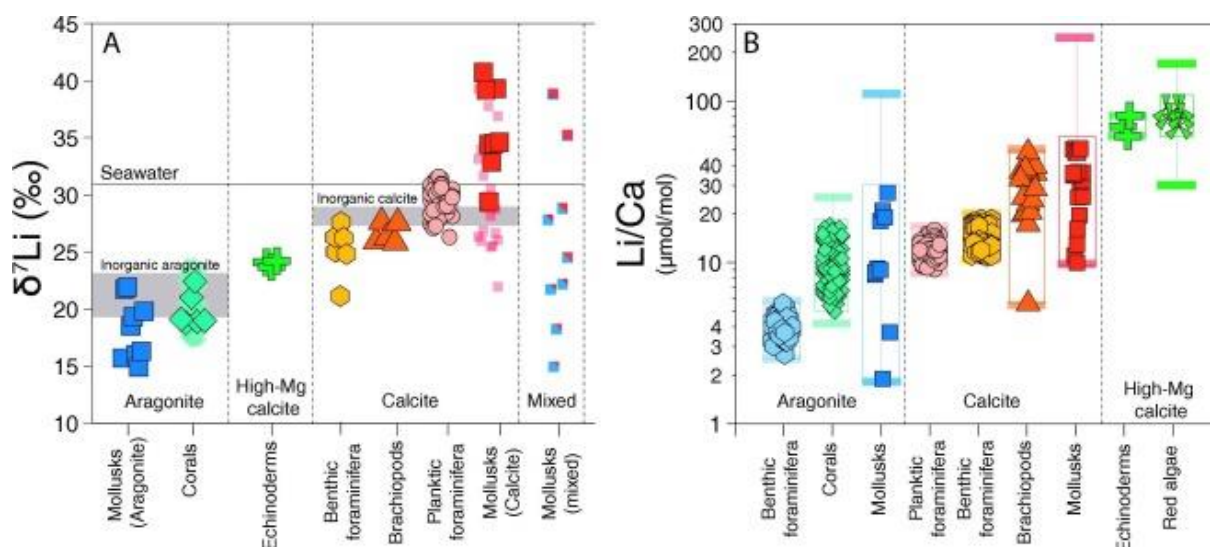 A
δ⁷Li (‰)
45
40
35
30
25
20
15
10
Seawater
Inorganic calcite
Inorganic aragonite
Aragonite
High-Mg
calcite
Calcite
Mixed
Mollusks
(Aragonite)
Corals
Echinoderms
Benthic
foraminifera
Brachiopods
Planktic
foraminifera
Mollusks
(Calcite)
Mollusks
(mixed)
B
Li/Ca
(μmol/mol)
300
200
100
40
30
20
10
4
3
2
1
Aragonite
Calcite
High-Mg
calcite
Benthic
foraminifera
Corals
Mollusks
Planktic
foraminifera
Benthic
foraminifera
Brachiopods
Mollusks
Echinoderms
Red algae